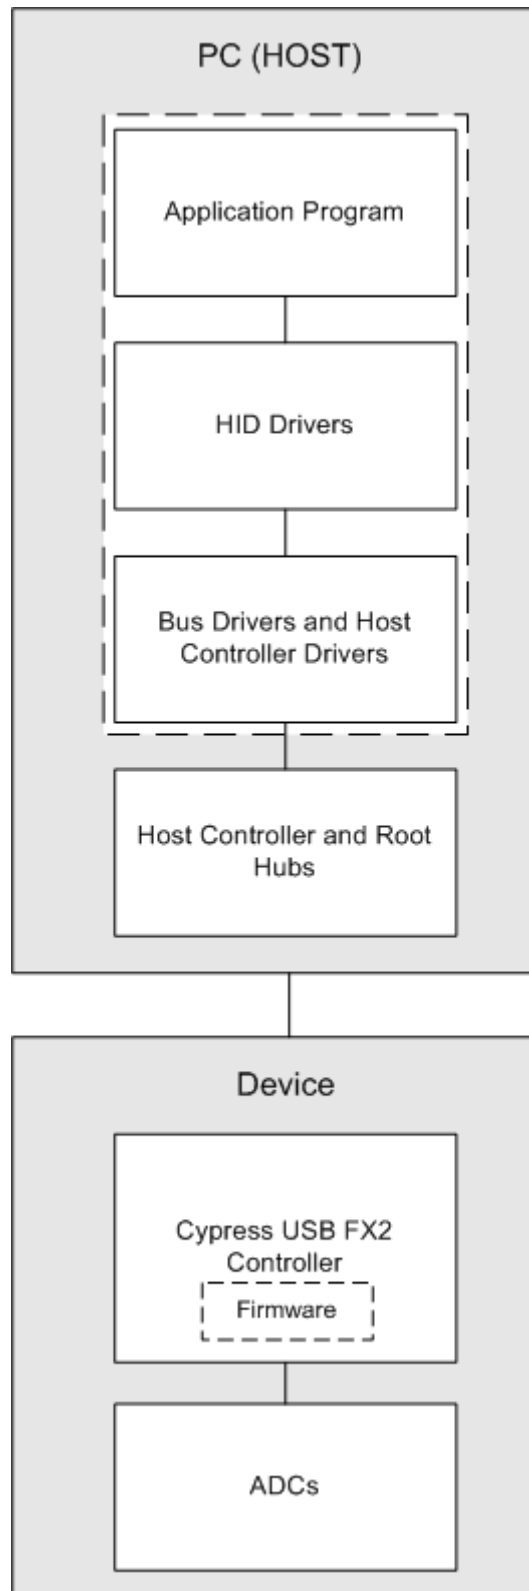 PC (HOST)
Application Program
HID Drivers
Bus Drivers and Host
Controller Drivers
Host Controller and Root
Hubs
Device
Cypress USB FX2
Controller
Firmware
ADCs